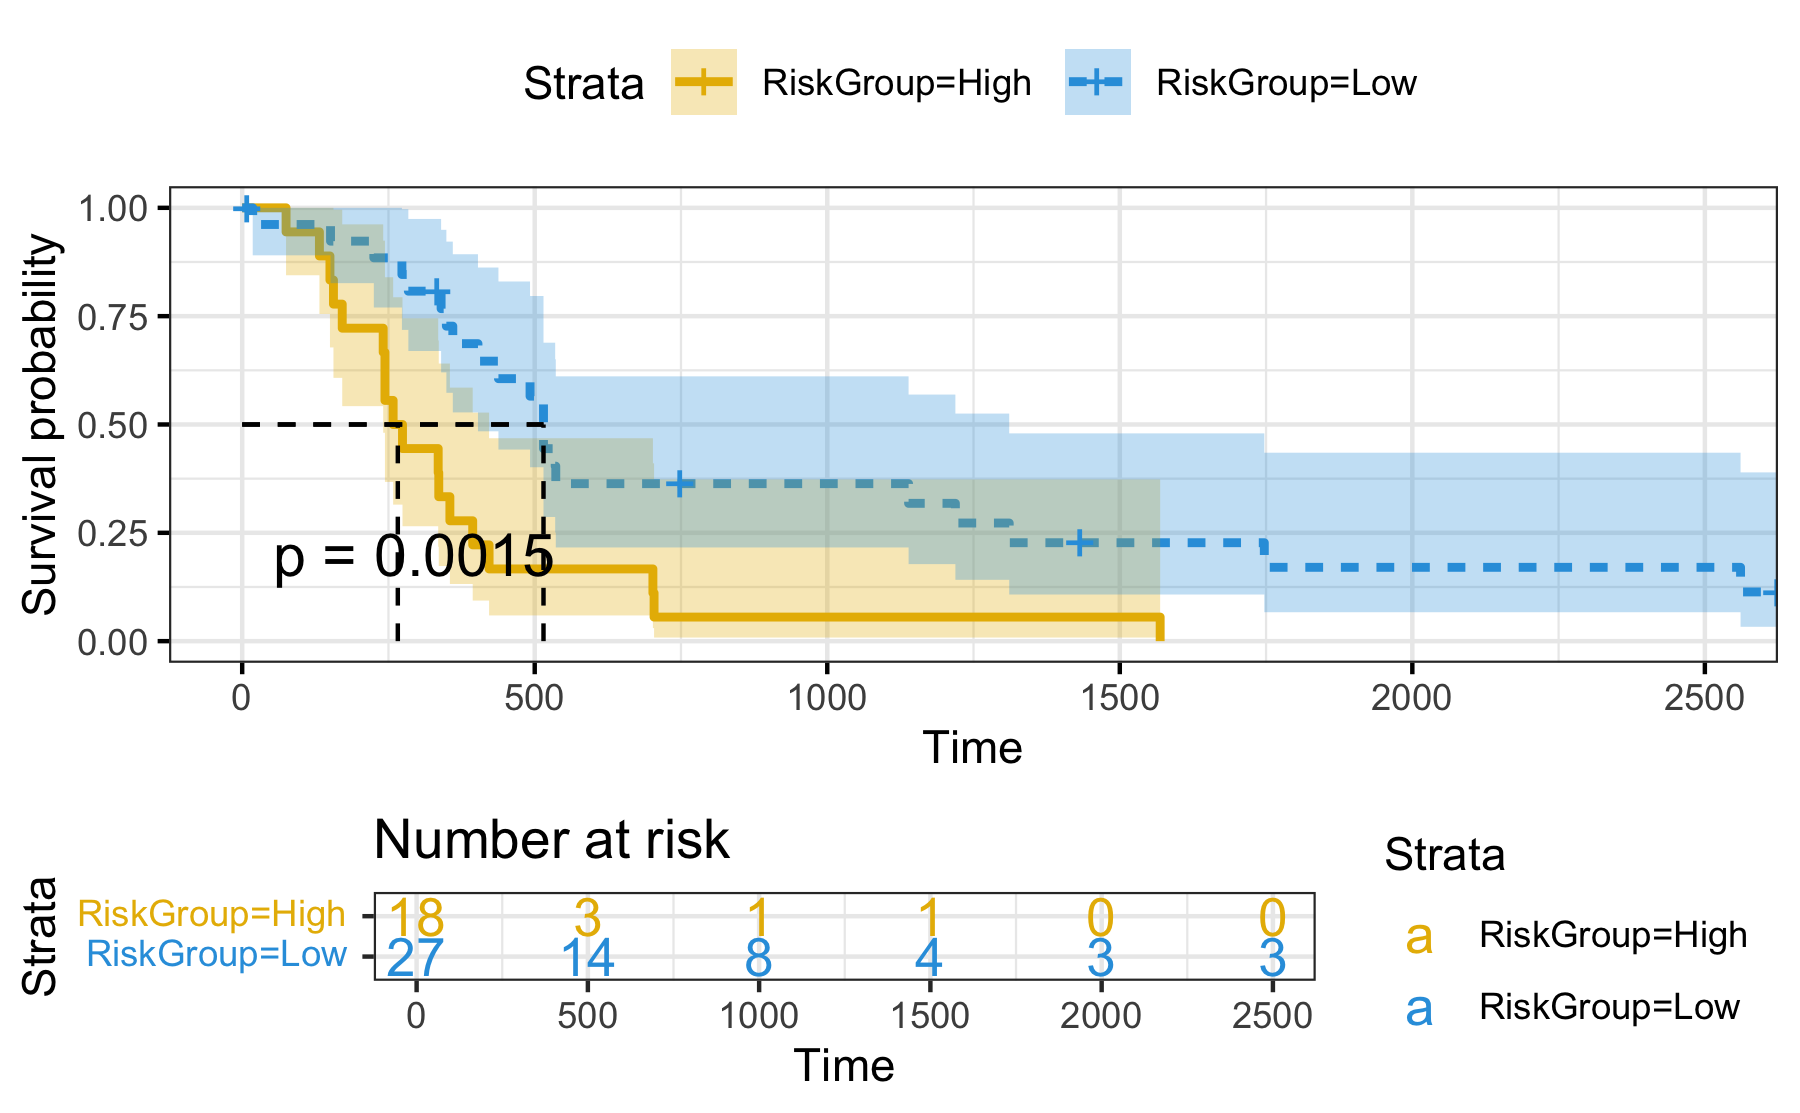 Strata RiskGroup=High RiskGroup=Low
Survival probability
1.00
0.75
0.50
0.25
0.00
p = 0.0015
0 500 1000 1500 2000 2500
Time
Number at risk
Strata
RiskGroup=High 18 3 1 1 0 0
RiskGroup=Low 27 14 8 4 3 3
0 500 1000 1500 2000 2500
Time
Strata
a RiskGroup=High
a RiskGroup=Low